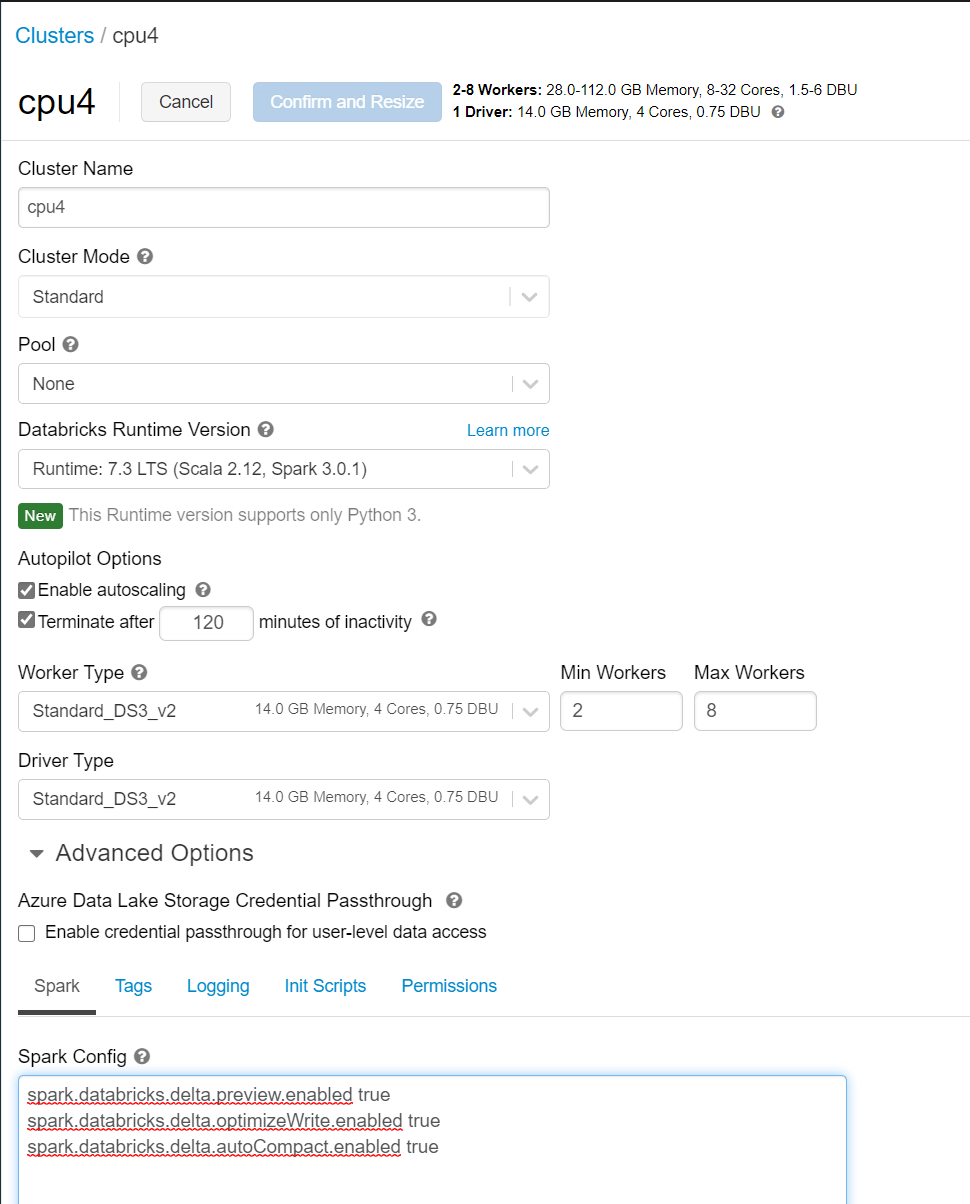 Clusters / cpu4
cpu4 Cancel Confirm and Resize
2-8 Workers: 28.0-112.0 GB Memory, 8-32 Cores, 1.5-6 DBU
1 Driver: 14.0 GB Memory, 4 Cores, 0.75 DBU ?
Cluster Name
cpu4
Cluster Mode ?
Standard
Pool ?
None
Databricks Runtime Version ? Learn more
Runtime: 7.3 LTS (Scala 2.12, Spark 3.0.1)
New This Runtime version supports only Python 3.
Autopilot Options
Enable autoscaling ?
Terminate after 120 minutes of inactivity ?
Worker Type ? Min Workers Max Workers
Standard_DS3_v2 14.0 GB Memory, 4 Cores, 0.75 DBU 2 8
Driver Type
Standard_DS3_v2 14.0 GB Memory, 4 Cores, 0.75 DBU
Advanced Options
Azure Data Lake Storage Credential Passthrough ?
Enable credential passthrough for user-level data access
Spark Tags Logging Init Scripts Permissions
Spark Config ?
spark.databricks.delta.preview.enabled true
spark.databricks.delta.optimizeWrite.enabled true
spark.databricks.delta.autoCompact.enabled true